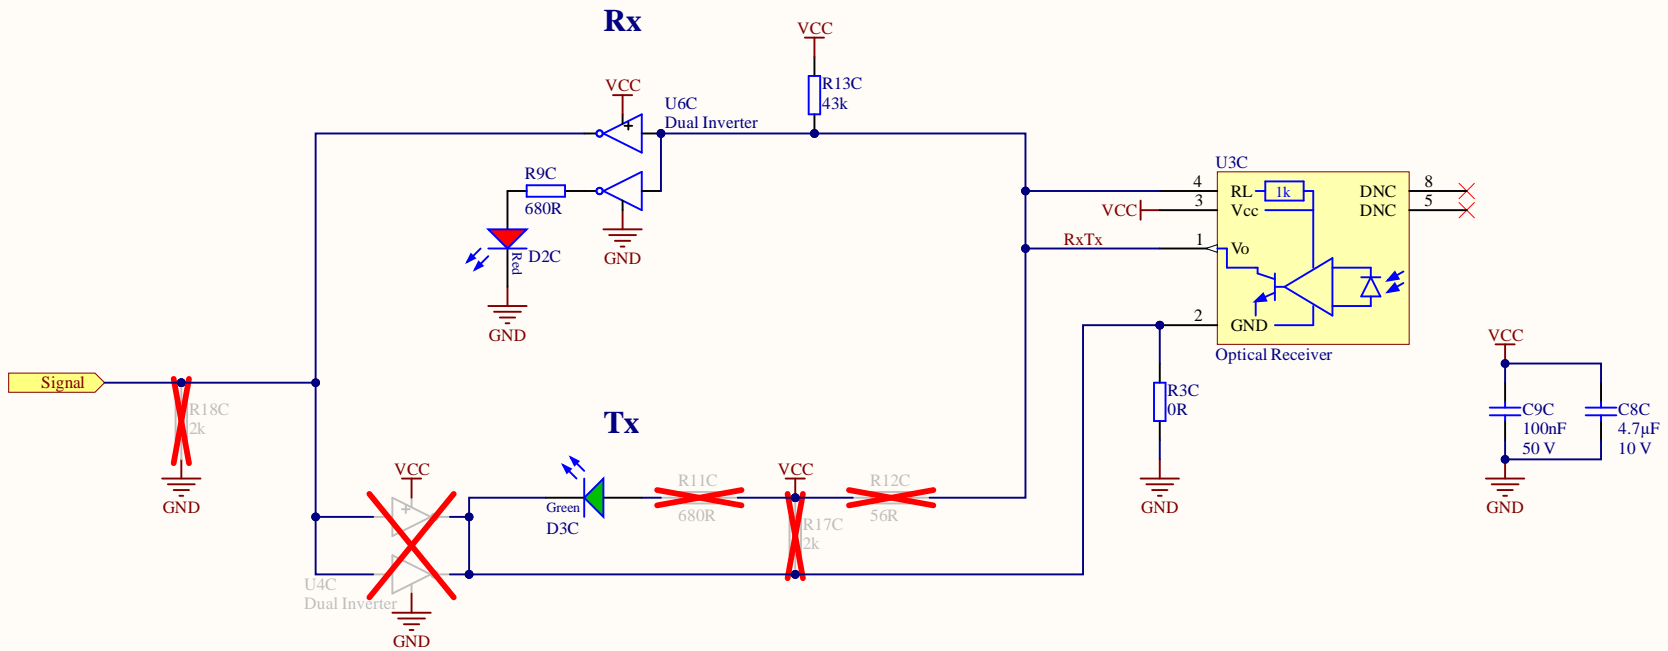 Rx
VCC
R13C
43k
VCC
U6C
Dual Inverter
+
R9C
680R
Red
D2C
GND
GND
U3C
4
RL
1k
DNC
8
VCC
3
Vcc
DNC
5
RxTx
1
Vo
2
GND
Optical Receiver
Signal
R18C
2k
GND
R3C
0R
GND
VCC
C9C
100nF
50 V
C8C
4.7µF
10 V
GND
Tx
VCC
+
U4C
Dual Inverter
GND
Green
D3C
R11C
680R
VCC
R17C
2k
R12C
56R